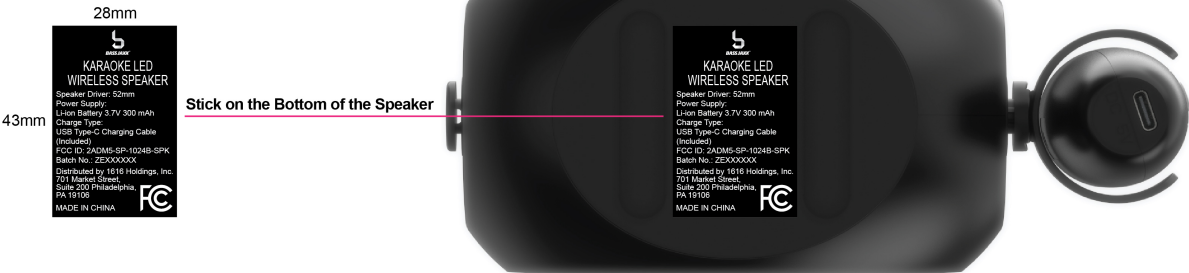 28mm
43mm
BASS JAXX
KARAOKE LED
WIRELESS SPEAKER
Speaker Driver: 52mm
Power Supply:
Li-ion Battery 3.7V 300 mAh
Charge Type:
USB Type-C Charging Cable
(Included)
FCC ID: 2ADM5-SP-1024B-SPK
Batch No.: ZEXXXXXX
Distributed by 1616 Holdings, Inc.
701 Market Street,
Suite 200 Philadelphia,
PA 19106
MADE IN CHINA
FC
Stick on the Bottom of the Speaker
BASS JAXX
KARAOKE LED
WIRELESS SPEAKER
Speaker Driver: 52mm
Power Supply:
Li-ion Battery 3.7V 300 mAh
Charge Type:
USB Type-C Charging Cable
(Included)
FCC ID: 2ADM5-SP-1024B-SPK
Batch No.: ZEXXXXXX
Distributed by 1616 Holdings, Inc.
701 Market Street,
Suite 200 Philadelphia,
PA 19106
MADE IN CHINA
FC